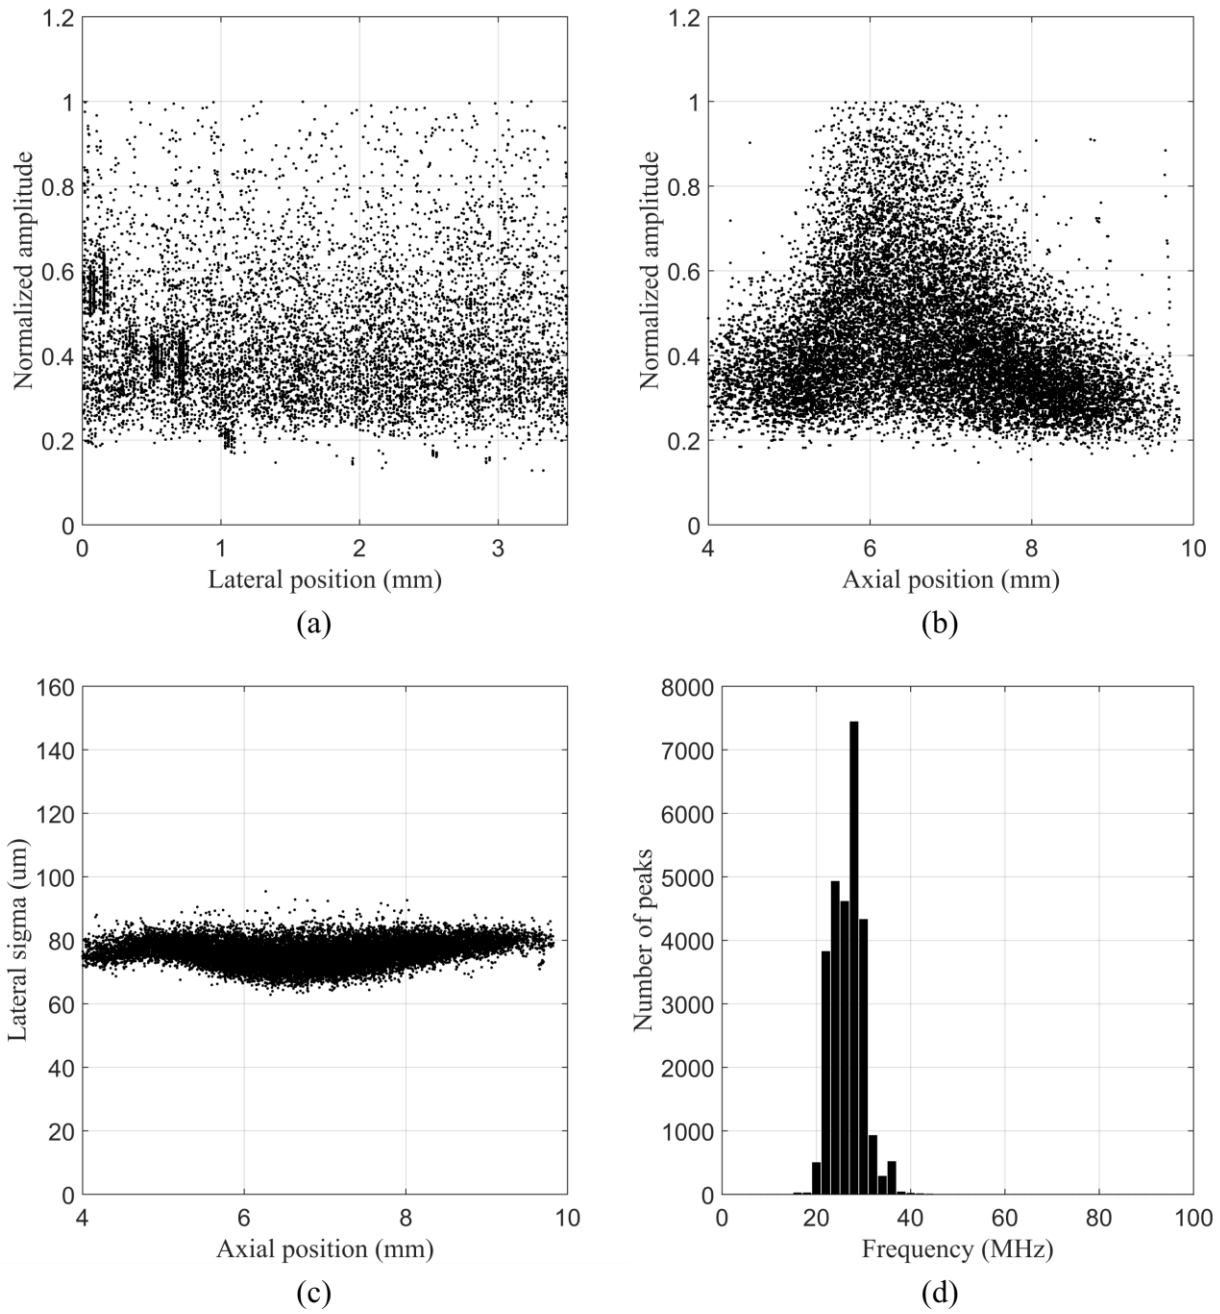 1.2
1
0.8
0.6
0.4
0.2
0
Normalized amplitude
0 1 2 3
Lateral position (mm)
(a)
1.2
1
0.8
0.6
0.4
0.2
0
Normalized amplitude
4 6 8 10
Axial position (mm)
(b)
160
140
120
100
80
60
40
20
0
Lateral sigma (um)
4 6 8 10
Axial position (mm)
(c)
8000
7000
6000
5000
4000
3000
2000
1000
0
Number of peaks
0 20 40 60 80 100
Frequency (MHz)
(d)